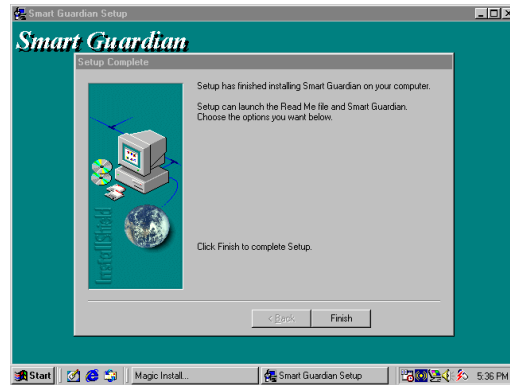 Smart Guardian Setup
Smart Guardian
Setup Complete
Setup has finished installing Smart Guardian on your computer.
Setup can launch the Read Me file and Smart Guardian.
Choose the options you want below.
InstallShield
Click Finish to complete Setup.
< Back
Finish
Start
Magic Install...
Smart Guardian Setup
5:36 PM